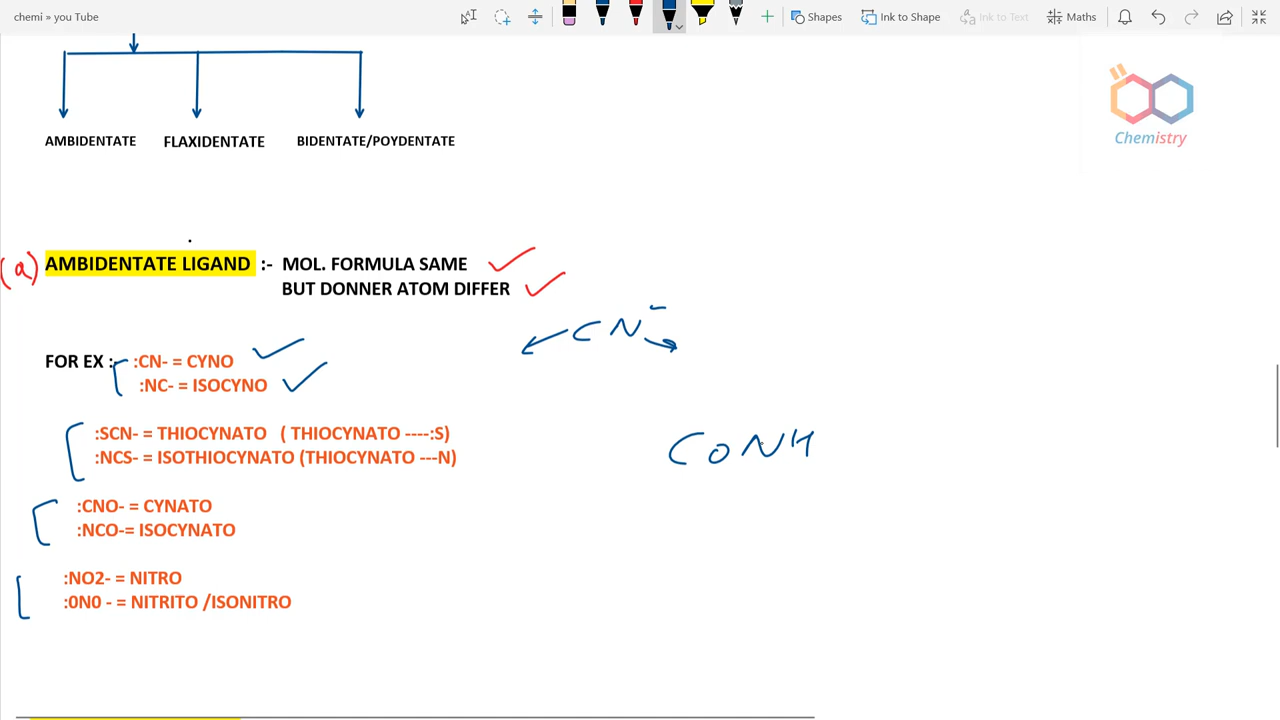 chemi » you Tube
Shapes Ink to Shape Ink to Text Maths
Chemistry
AMBIDENTATE FLAXIDENTATE BIDENTATE/POYDENTATE
(a) AMBIDENTATE LIGAND :- MOL. FORMULA SAME
BUT DONNER ATOM DIFFER
CN-
FOR EX :- :CN- = CYNO
:NC- = ISOCYNO
:SCN- = THIOCYNATO ( THIOCYNATO ----:S)
CONH
:NCS- = ISOTHIOCYNATO (THIOCYNATO ---N)
:CNO- = CYNATO
:NCO-= ISOCYNATO
:NO2- = NITRO
:0N0 - = NITRITO /ISONITRO